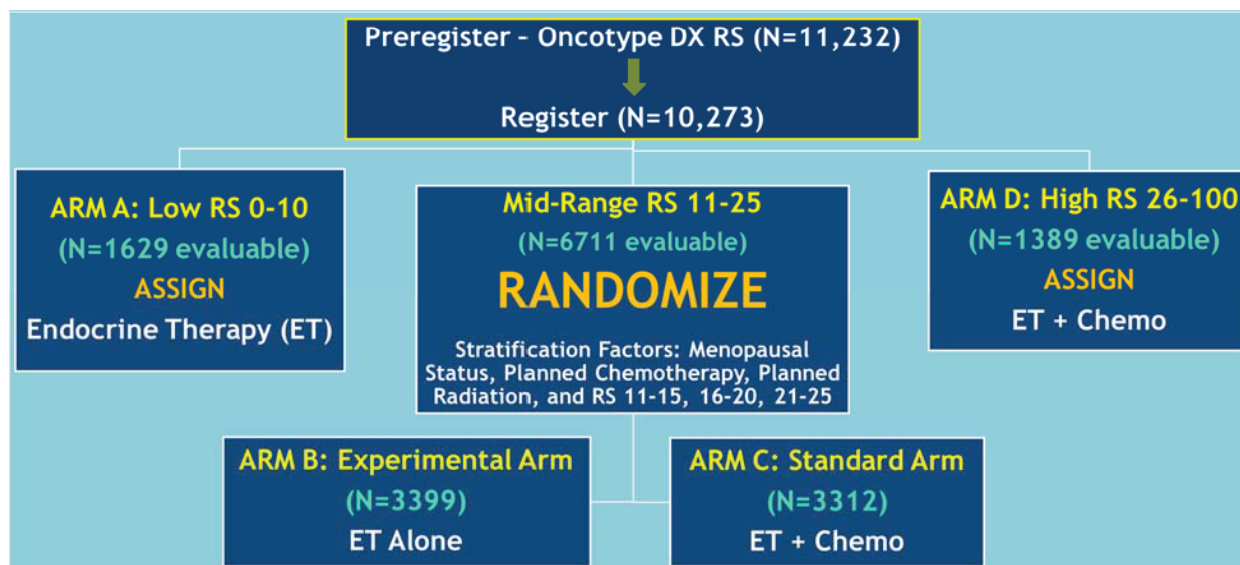 Preregister – Oncotype DX RS (N=11,232)
Register (N=10,273)
ARM A: Low RS 0-10
(N=1629 evaluable)
ASSIGN
Endocrine Therapy (ET)
Mid-Range RS 11-25
(N=6711 evaluable)
RANDOMIZE
Stratification Factors: Menopausal
Status, Planned Chemotherapy, Planned
Radiation, and RS 11-15, 16-20, 21-25
ARM D: High RS 26-100
(N=1389 evaluable)
ASSIGN
ET + Chemo
ARM B: Experimental Arm
(N=3399)
ET Alone
ARM C: Standard Arm
(N=3312)
ET + Chemo